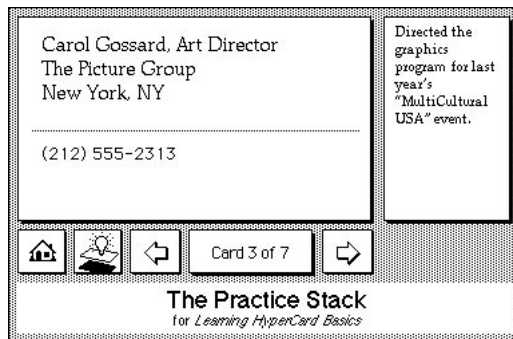 Carol Gossard, Art Director
The Picture Group
New York, NY
(212) 555-2313
Directed the
graphics
program for last
year's
"MultiCultural
USA" event.
Card 3 of 7
The Practice Stack
for Learning HyperCard Basics